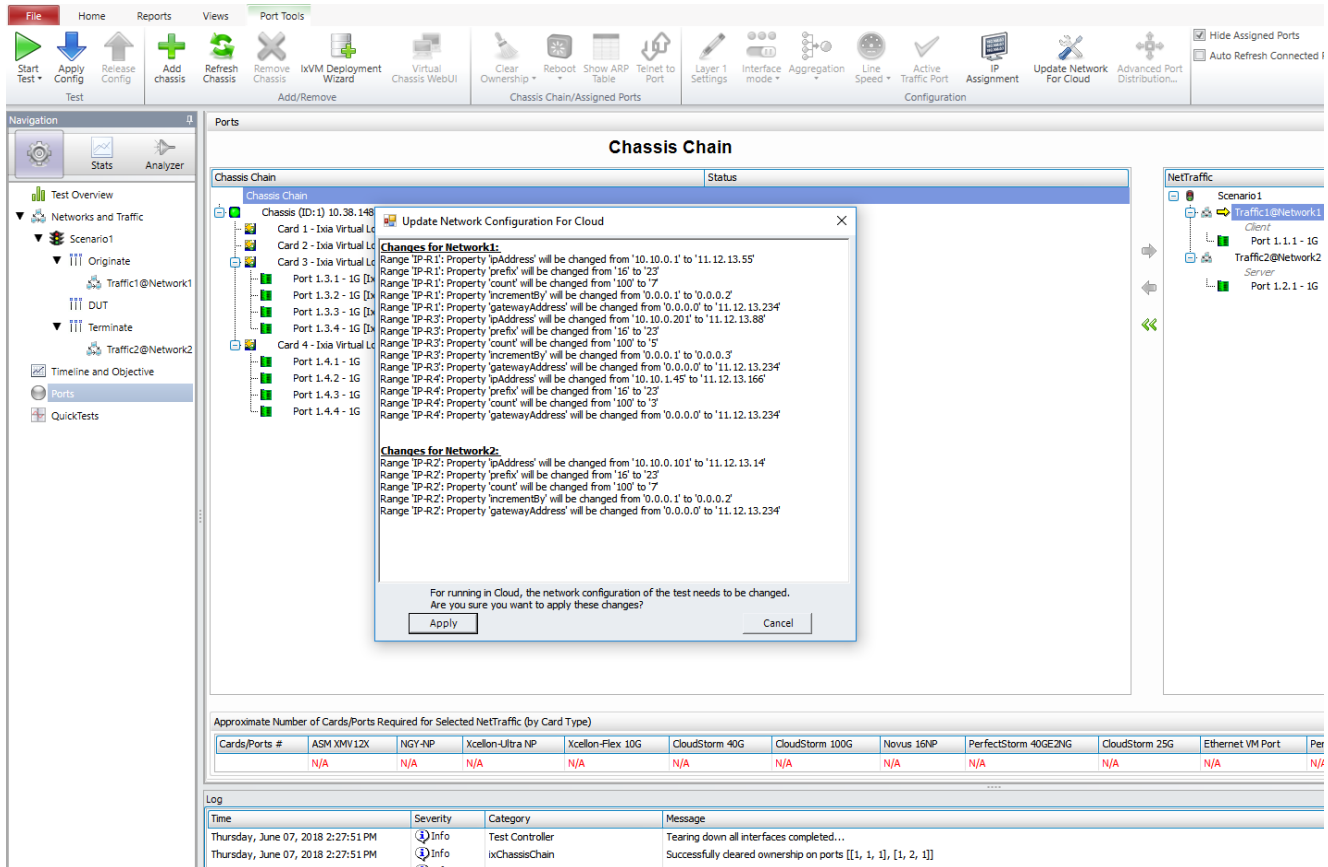 File Home Reports Views Port Tools
Start Test Apply Config Release Config Add chassis Refresh Chassis Remove Chassis IxVM Deployment Wizard Virtual Chassis WebUI Clear Ownership Reboot Show ARP Table Telnet to Port Layer 1 Settings Interface mode Aggregation Line Speed Active Traffic Port IP Assignment Update Network For Cloud Advanced Port Distribution...
Hide Assigned Ports
Auto Refresh Connected
Test Add/Remove Chassis Chain/Assigned Ports Configuration
Navigation
Stats Analyzer
Test Overview
Networks and Traffic
Scenario1
Originate
Traffic1@Network1
DUT
Terminate
Traffic2@Network2
Timeline and Objective
Ports
QuickTests
Ports
Chassis Chain
Chassis Chain Status
Chassis Chain
Chassis (ID:1) 10.38.148
Card 1 - Ixia Virtual Lo
Card 2 - Ixia Virtual Lo
Card 3 - Ixia Virtual Lo
Port 1.3.1 - 1G [Ix
Port 1.3.2 - 1G [Ix
Port 1.3.3 - 1G [Ix
Port 1.3.4 - 1G [Ix
Card 4 - Ixia Virtual Lo
Port 1.4.1 - 1G
Port 1.4.2 - 1G
Port 1.4.3 - 1G
Port 1.4.4 - 1G
Update Network Configuration For Cloud
Changes for Network1:
Range 'IP-R1': Property 'ipAddress' will be changed from '10.10.0.1' to '11.12.13.55'
Range 'IP-R1': Property 'prefix' will be changed from '16' to '23'
Range 'IP-R1': Property 'count' will be changed from '100' to '7'
Range 'IP-R1': Property 'incrementBy' will be changed from '0.0.0.1' to '0.0.0.2'
Range 'IP-R1': Property 'gatewayAddress' will be changed from '0.0.0.0' to '11.12.13.234'
Range 'IP-R3': Property 'ipAddress' will be changed from '10.10.0.201' to '11.12.13.88'
Range 'IP-R3': Property 'prefix' will be changed from '16' to '23'
Range 'IP-R3': Property 'count' will be changed from '100' to '5'
Range 'IP-R3': Property 'incrementBy' will be changed from '0.0.0.1' to '0.0.0.3'
Range 'IP-R3': Property 'gatewayAddress' will be changed from '0.0.0.0' to '11.12.13.234'
Range 'IP-R4': Property 'ipAddress' will be changed from '10.10.1.45' to '11.12.13.166'
Range 'IP-R4': Property 'prefix' will be changed from '16' to '23'
Range 'IP-R4': Property 'count' will be changed from '100' to '3'
Range 'IP-R4': Property 'gatewayAddress' will be changed from '0.0.0.0' to '11.12.13.234'
Changes for Network2:
Range 'IP-R2': Property 'ipAddress' will be changed from '10.10.0.101' to '11.12.13.14'
Range 'IP-R2': Property 'prefix' will be changed from '16' to '23'
Range 'IP-R2': Property 'count' will be changed from '100' to '7'
Range 'IP-R2': Property 'incrementBy' will be changed from '0.0.0.1' to '0.0.0.2'
Range 'IP-R2': Property 'gatewayAddress' will be changed from '0.0.0.0' to '11.12.13.234'
For running in Cloud, the network configuration of the test needs to be changed.
Are you sure you want to apply these changes?
Apply Cancel
NetTraffic
Scenario1
Traffic1@Network1
Client
Port 1.1.1 - 1G
Traffic2@Network2
Server
Port 1.2.1 - 1G
Approximate Number of Cards/Ports Required for Selected NetTraffic (by Card Type)
Cards/Ports # ASM XMV12X NGY-NP Xcellon-Ultra NP Xcellon-Flex 10G CloudStorm 40G CloudStorm 100G Novus 16NP PerfectStorm 40GE2NG CloudStorm 25G Ethernet VM Port Per
N/A N/A N/A N/A N/A N/A N/A N/A N/A N/A N/A
Log
Time Severity Category Message
Thursday, June 07, 2018 2:27:51 PM Info Test Controller Tearing down all interfaces completed...
Thursday, June 07, 2018 2:27:51 PM Info ixChassisChain Successfully cleared ownership on ports [[1, 1, 1], [1, 2, 1]]